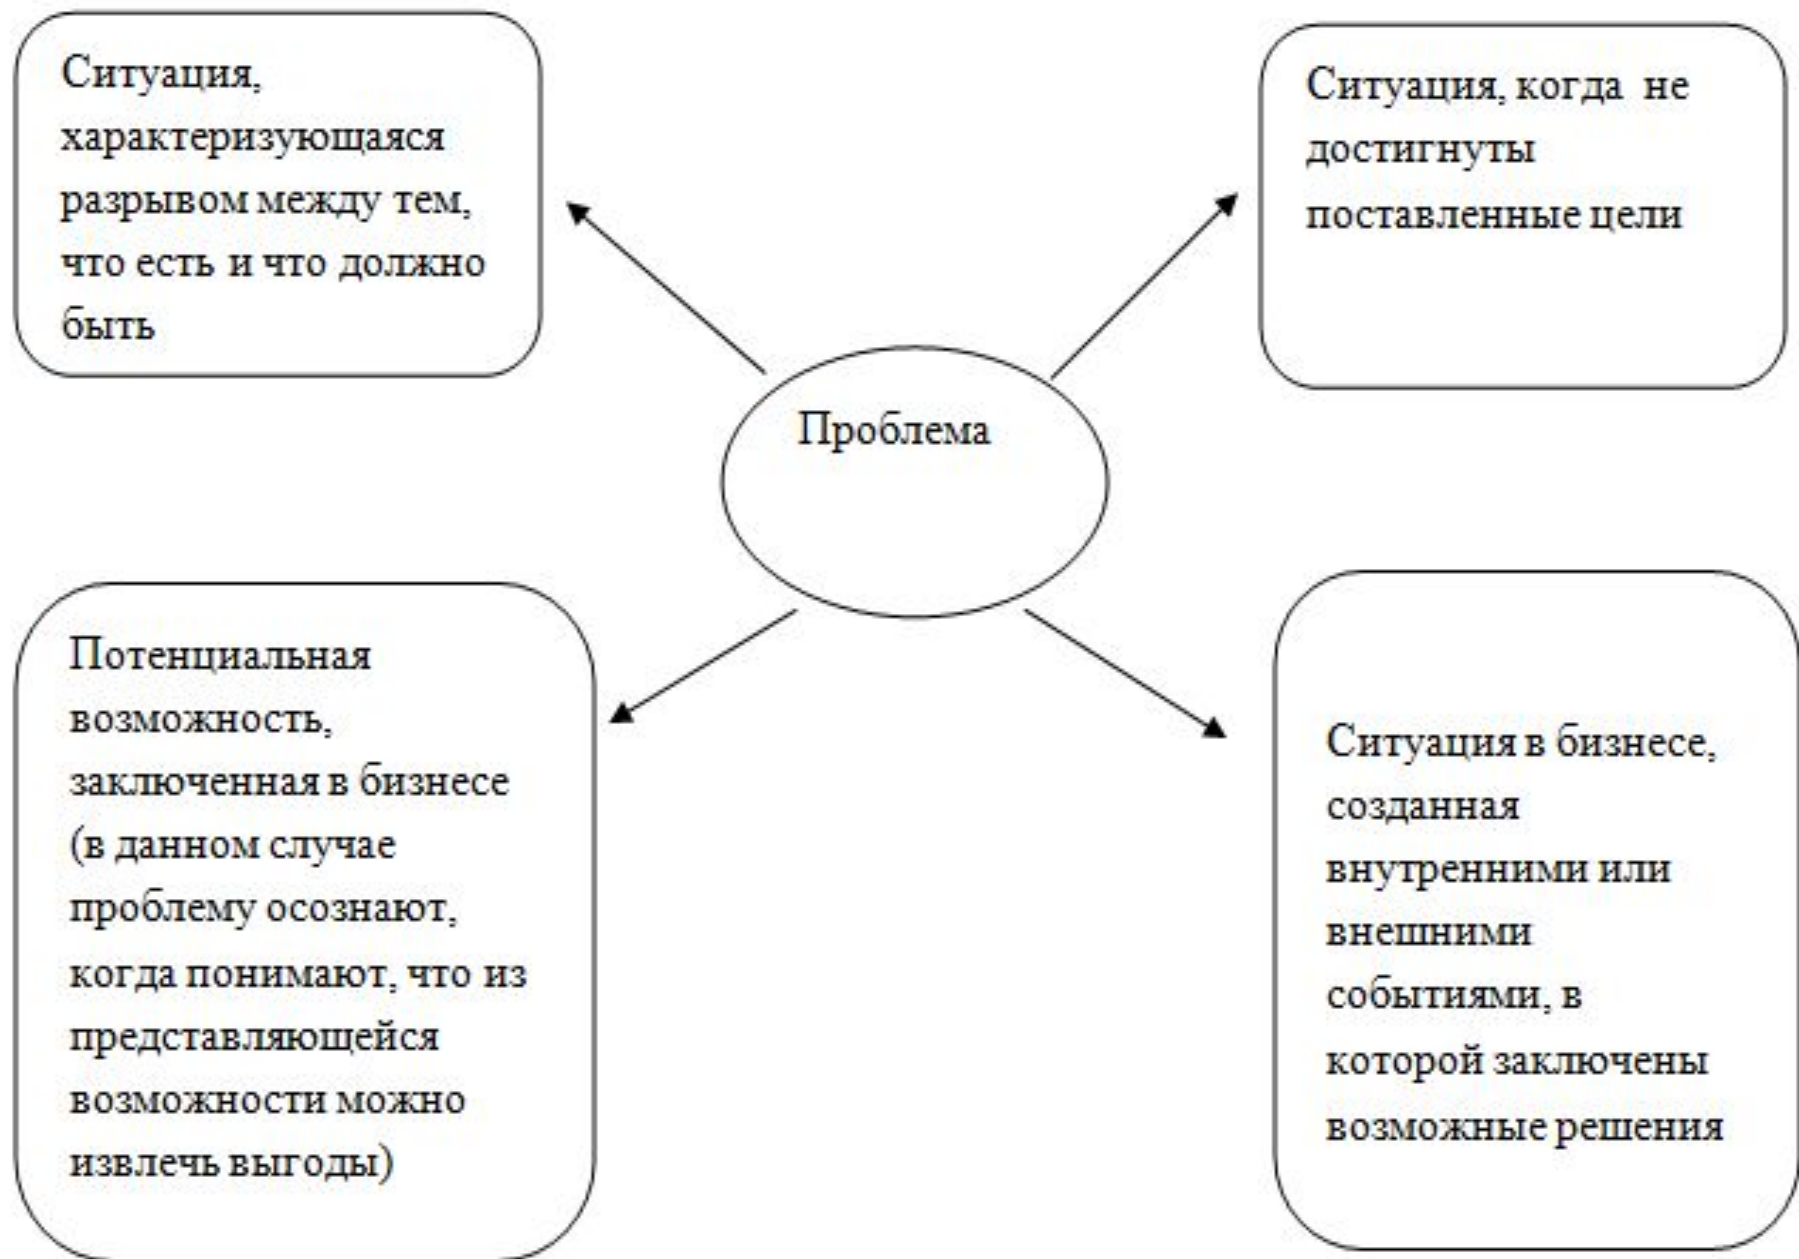 Ситуация,
характеризующаяся
разрывом между тем,
что есть и что должно
быть
Ситуация, когда не
достигнуты
поставленные цели
Проблема
Потенциальная
возможность,
заключенная в бизнесе
(в данном случае
проблему осознают,
когда понимают, что из
представляющейся
возможности можно
извлечь выгоды)
Ситуация в бизнесе,
созданная
внутренними или
внешними
событиями, в
которой заключены
возможные решения